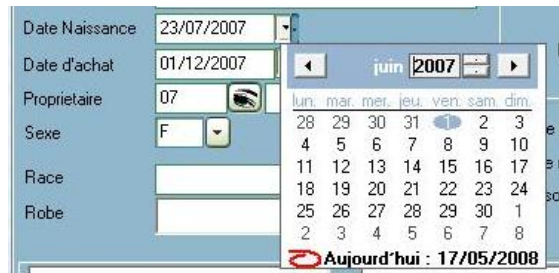 Date Naissance 23/07/2007
Date d'achat 01/12/2007
Proprietaire 07
Sexe F
Race
Robe
juin 2007
lun. mar. mer. jeu. ven. sam. dim.
28 29 30 31 1 2 3
4 5 6 7 8 9 10
11 12 13 14 15 16 17
18 19 20 21 22 23 24
25 26 27 28 29 30 1
2 3 4 5 6 7 8
Aujourd'hui : 17/05/2008